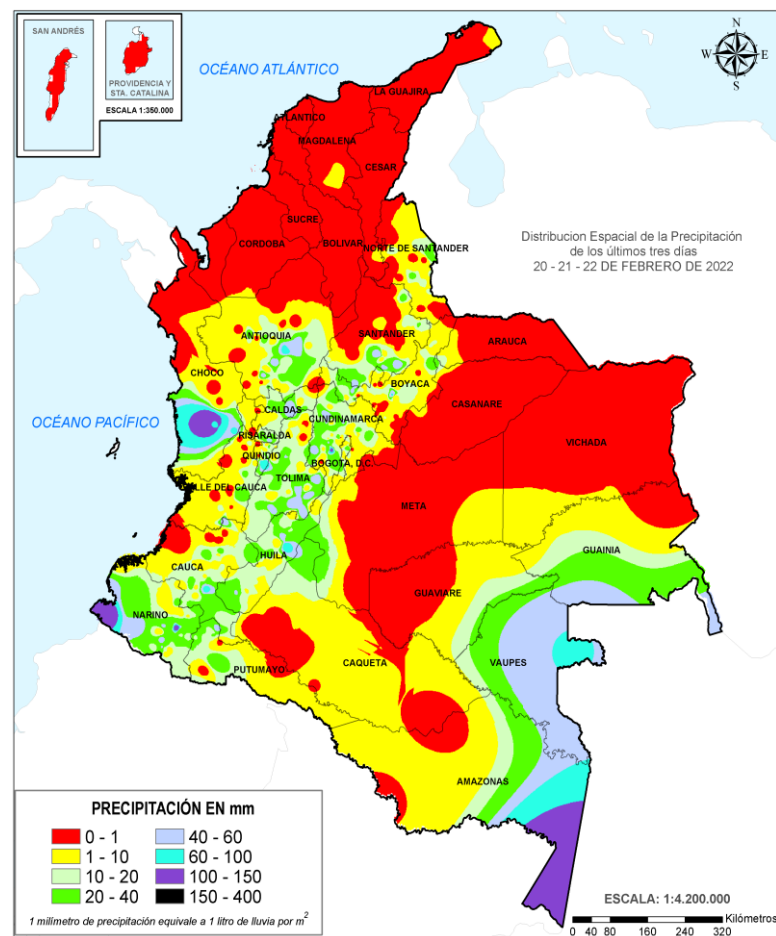 SAN ANDRÉS
PROVIDENCIA Y
STA. CATALINA
ESCALA 1:350.000
OCÉANO ATLÁNTICO
N
W
E
S
LA GUAJIRA
ATLANTICO
MAGDALENA
CESAR
SUCRE
CORDOBA
BOLIVAR
NORTE DE SANTANDER
Distribucion Espacial de la Precipitación
de los últimos tres días
20 - 21 - 22 DE FEBRERO DE 2022
ANTIOQUIA
SANTANDER
ARAUCA
CHOCO
BOYACA
CASANARE
OCÉANO PACÍFICO
CALDAS
CUNDINAMARCA
RISARALDA
VICHADA
QUINDIO
BOGOTA, D.C.
TOLIMA
VALLE DEL CAUCA
META
HUILA
GUAINIA
CAUCA
GUAVIARE
NARIÑO
VAUPES
CAQUETA
PUTUMAYO
AMAZONAS
PRECIPITACIÓN EN mm
0 - 1
40 - 60
1 - 10
60 - 100
10 - 20
100 - 150
20 - 40
150 - 400
1 milímetro de precipitación equivale a 1 litro de lluvia por m²
ESCALA: 1:4.200.000
Kilómetros
0 40 80 160 240 320